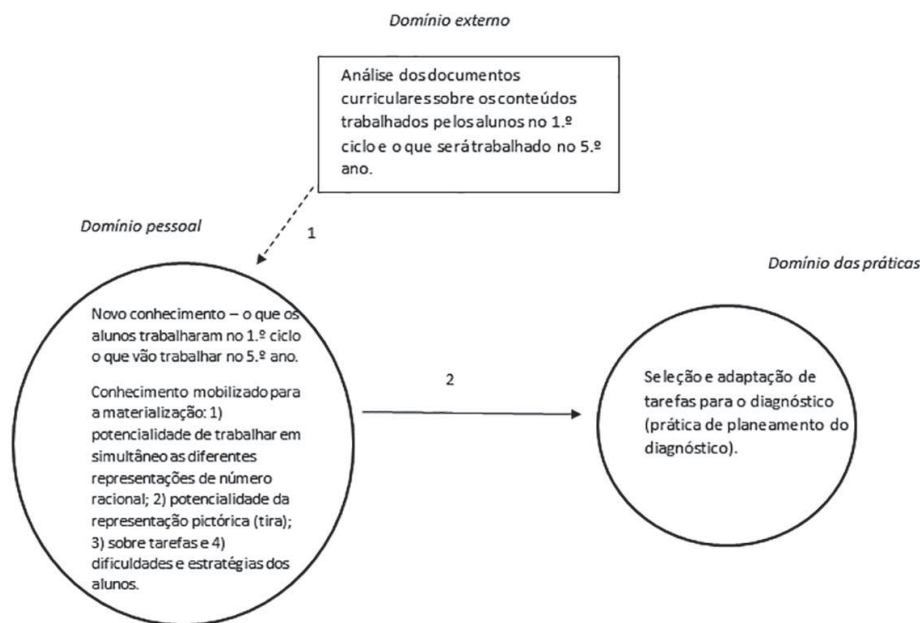 Domínio externo
Análise dos documentos
curriculares sobre os conteúdos
trabalhados pelos alunos no 1.º
ciclo e o que será trabalhado no 5.º
ano.
Domínio pessoal
1
Domínio das práticas
Novo conhecimento – o que os
alunos trabalharam no 1.º ciclo
o que vão trabalhar no 5.º ano.
Conhecimento mobilizado para
a materialização: 1)
potencialidade de trabalhar em
simultâneo as diferentes
representações de número
racional; 2) potencialidade da
representação pictórica (tira);
3) sobre tarefas e 4)
dificuldades e estratégias dos
alunos.
2
Seleção e adaptação de
tarefas para o diagnóstico
(prática de planeamento do
diagnóstico).